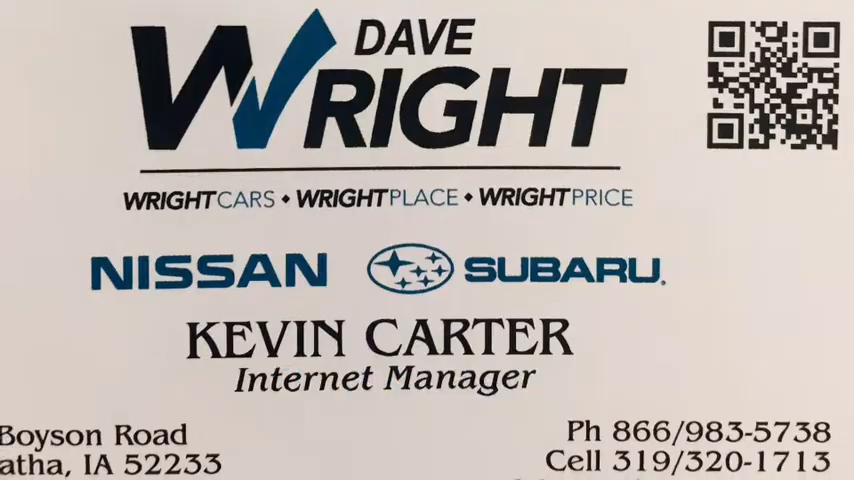 DAVE
WRIGHT
WRIGHTCARS • WRIGHTPLACE • WRIGHTPRICE
NISSAN SUBARU.
KEVIN CARTER
Internet Manager
Boyson Road
atha, IA 52233
Ph 866/983-5738
Cell 319/320-1713